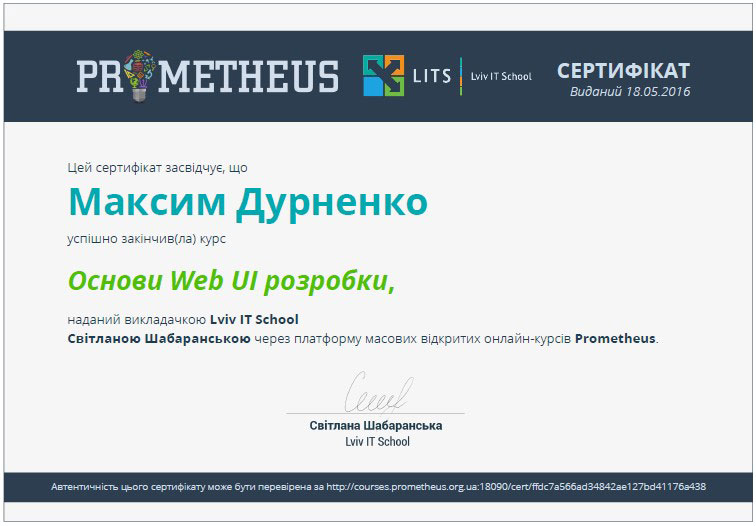 PROMETHEUS
LITS
Lviv IT School
СЕРТИФІКАТ
Виданий 18.05.2016
Цей сертифікат засвідчує, що
Максим Дурненко
успішно закінчив(ла) курс
Основи Web UI розробки,
наданий викладачкою Lviv IT School
Світланою Шабаранською через платформу масових відкритих онлайн-курсів Prometheus.
Світлана Шабаранська
Lviv IT School
Автентичність цього сертифікату може бути перевірена за http://courses.prometheus.org.ua:18090/cert/ffdc7a566ad34842ae127bd41176a438